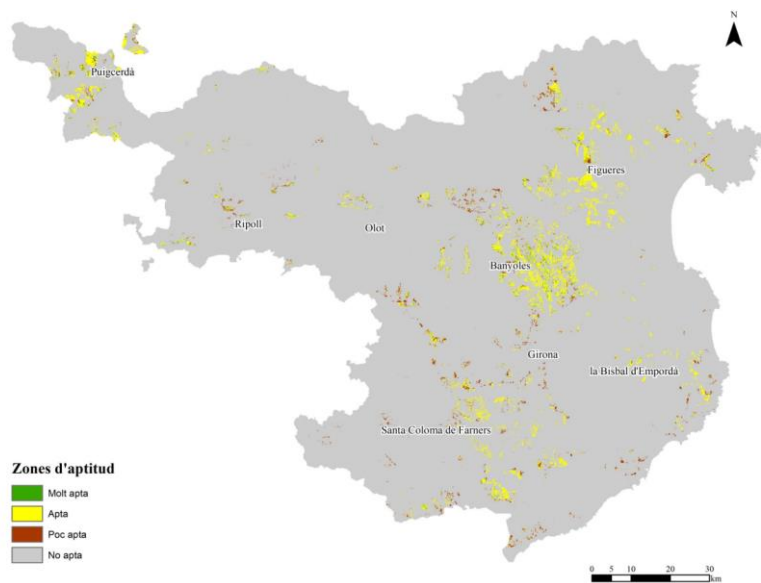 N
Puigcerdà
Figueres
Ripoll
Olot
Banyoles
Girona
la Bisbal d'Empordà
Santa Coloma de Farners
Zones d'aptitud
Molt apta
Apta
Poc apta
No apta
0 5 10 20 30
km